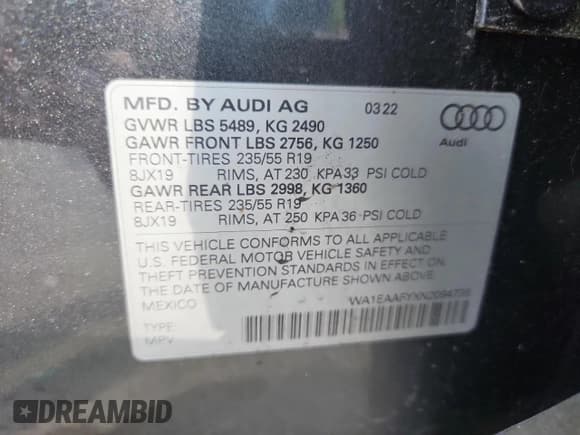 MFD. BY AUDI AG 03 22
GVWR LBS 5489, KG 2490
GAWR FRONT LBS 2756, KG 1250
FRONT-TIRES 235/55 R19
8JX19 RIMS, AT 230 KPA 33 PSI COLD
GAWR REAR LBS 2998, KG 1360
REAR-TIRES 235/55 R19
8JX19 RIMS, AT 250 KPA 36 PSI COLD
Audi
THIS VEHICLE CONFORMS TO ALL APPLICABLE
U.S. FEDERAL MOTOR VEHICLE SAFETY AND
THEFT PREVENTION STANDARDS IN EFFECT ON
THE DATE OF MANUFACTURE SHOWN ABOVE.
MEXICO
TYPE:
MPV
DREAMBID